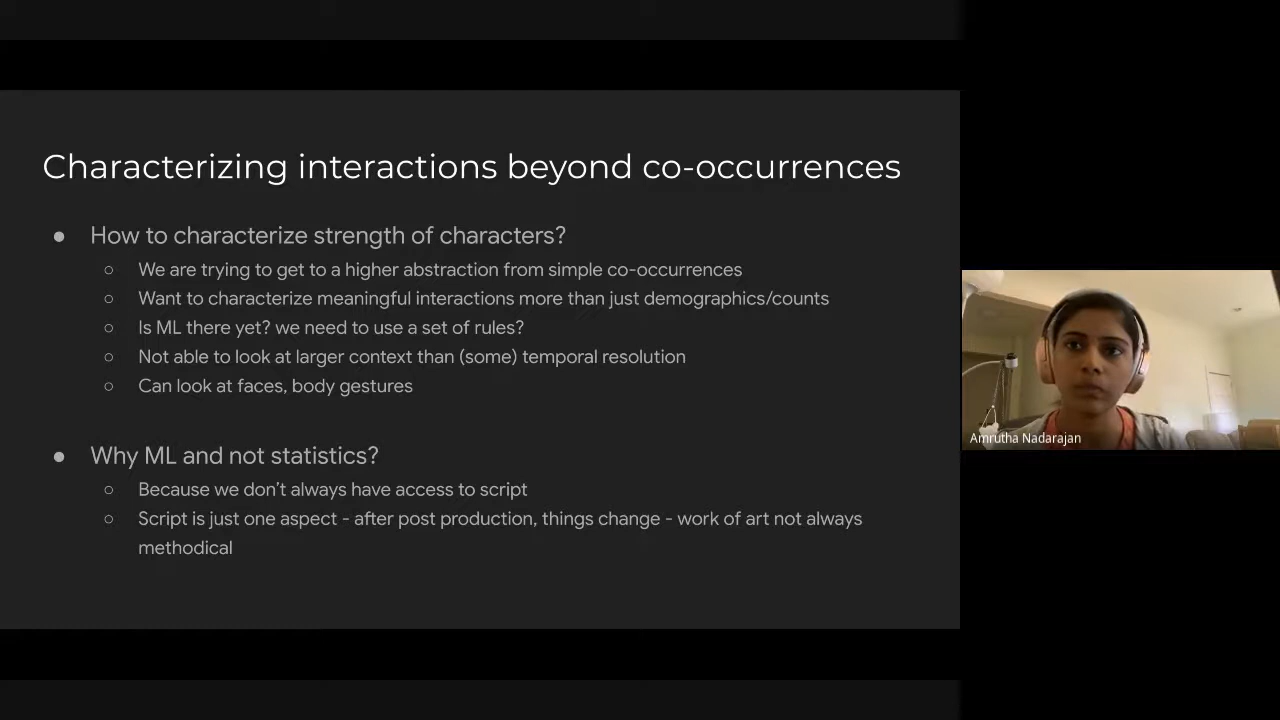 Characterizing interactions beyond co-occurrences
● How to characterize strength of characters?
○ We are trying to get to a higher abstraction from simple co-occurrences
○ Want to characterize meaningful interactions more than just demographics/counts
○ Is ML there yet? we need to use a set of rules?
○ Not able to look at larger context than (some) temporal resolution
○ Can look at faces, body gestures
● Why ML and not statistics?
○ Because we don't always have access to script
○ Script is just one aspect - after post production, things change - work of art not always
methodical
Amrutha Nadarajan